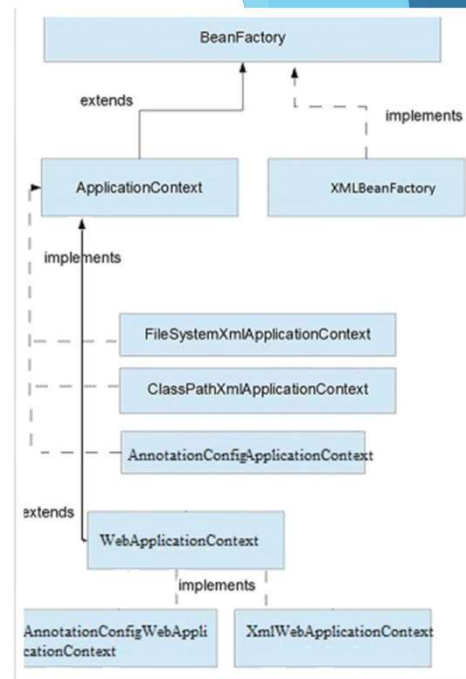 BeanFactory
extends
implements
ApplicationContext
XMLBeanFactory
implements
FileSystemXmlApplicationContext
ClassPathXmlApplicationContext
AnnotationConfigApplicationContext
extends
WebApplicationContext
implements
AnnotationConfigWebAppli
cationContext
XmlWebApplicationContext